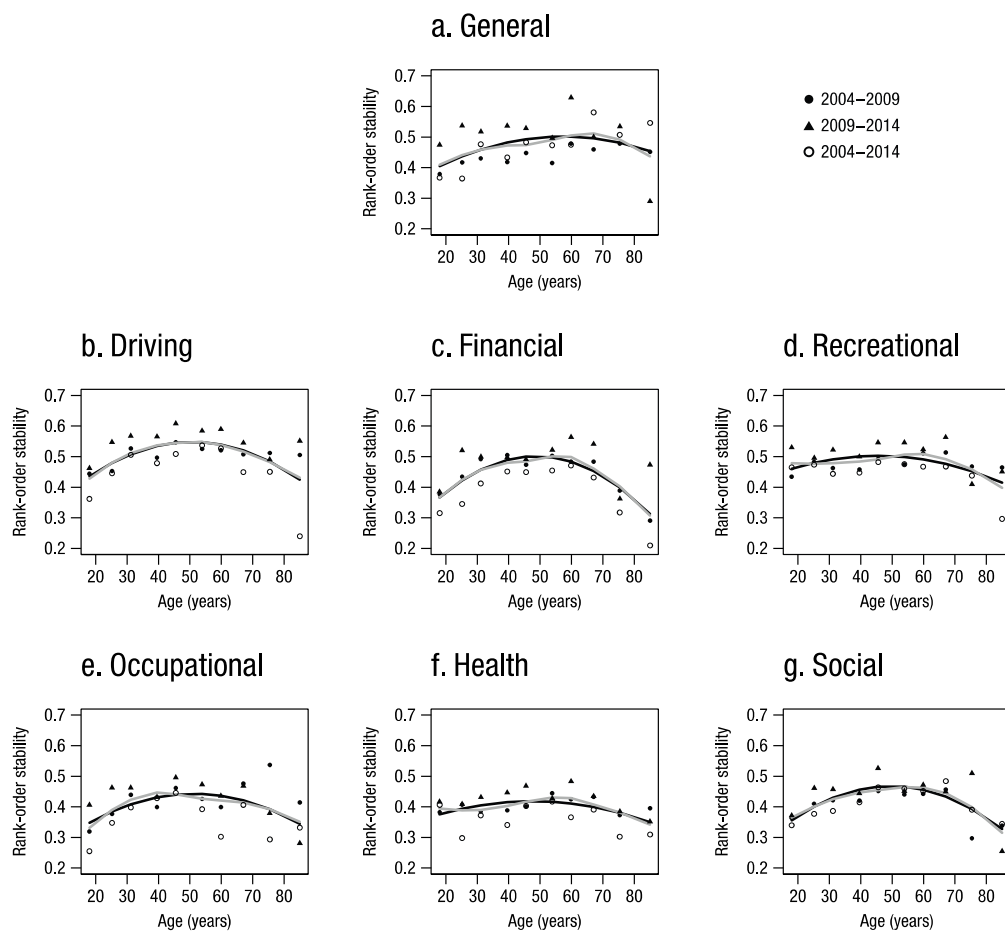 a. General
0.7
0.6
0.5
0.4
0.3
0.2
Rank-order stability
20 30 40 50 60 70 80
Age (years)
2004–2009
2009–2014
2004–2014
b. Driving
0.7
0.6
0.5
0.4
0.3
0.2
Rank-order stability
20 30 40 50 60 70 80
Age (years)
c. Financial
0.7
0.6
0.5
0.4
0.3
0.2
Rank-order stability
20 30 40 50 60 70 80
Age (years)
d. Recreational
0.7
0.6
0.5
0.4
0.3
0.2
Rank-order stability
20 30 40 50 60 70 80
Age (years)
e. Occupational
0.7
0.6
0.5
0.4
0.3
0.2
Rank-order stability
20 30 40 50 60 70 80
Age (years)
f. Health
0.7
0.6
0.5
0.4
0.3
0.2
Rank-order stability
20 30 40 50 60 70 80
Age (years)
g. Social
0.7
0.6
0.5
0.4
0.3
0.2
Rank-order stability
20 30 40 50 60 70 80
Age (years)